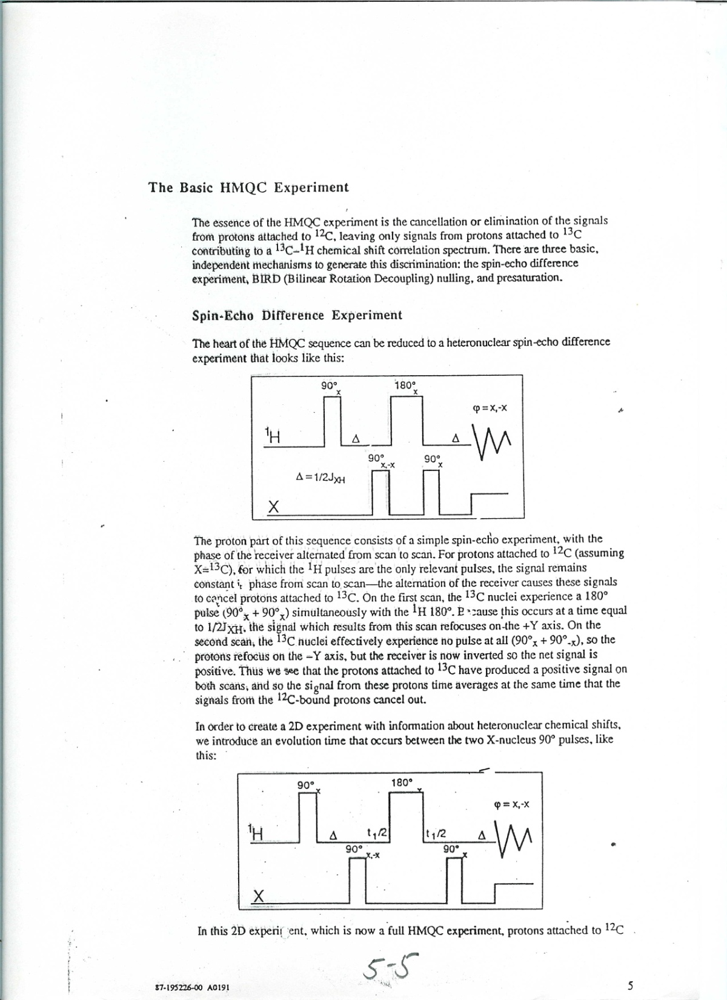 The Basic HMQC Experiment
The essence of the HMQC experiment is the cancellation or elimination of the signals
from protons attached to 12C, leaving only signals from protons attached to 13C
contributing to a 13C–1H chemical shift correlation spectrum. There are three basic,
independent mechanisms to generate this discrimination: the spin-echo difference
experiment, BIRD (Bilinear Rotation Decoupling) nulling, and presaturation.
Spin-Echo Difference Experiment
The heart of the HMQC sequence can be reduced to a heteronuclear spin-echo difference
experiment that looks like this:
90°x 180°x
φ = x,-x
1H Δ Δ
90°x,-x 90°x
Δ = 1/2JXH
X
The proton part of this sequence consists of a simple spin-echo experiment, with the
phase of the receiver alternated from scan to scan. For protons attached to 12C (assuming
X=13C), for which the 1H pulses are the only relevant pulses, the signal remains
constant phase from scan to scan—the alternation of the receiver causes these signals
to cancel protons attached to 13C. On the first scan, the 13C nuclei experience a 180°
pulse (90°x + 90°x) simultaneously with the 1H 180°. Because this occurs at a time equal
to 1/2JXH, the signal which results from this scan refocuses on the +Y axis. On the
second scan, the 13C nuclei effectively experience no pulse at all (90°x + 90°-x), so the
protons refocus on the –Y axis, but the receiver is now inverted so the net signal is
positive. Thus we see that the protons attached to 13C have produced a positive signal on
both scans, and so the signal from these protons time averages at the same time that the
signals from the 12C-bound protons cancel out.
In order to create a 2D experiment with information about heteronuclear chemical shifts,
we introduce an evolution time that occurs between the two X-nucleus 90° pulses, like
this:
90°x 180°x
φ = x,-x
1H Δ t1/2 t1/2 Δ
90°x,-x 90°x
X
In this 2D experiment, which is now a full HMQC experiment, protons attached to 12C
5-5
87-195226-00 A0191 5